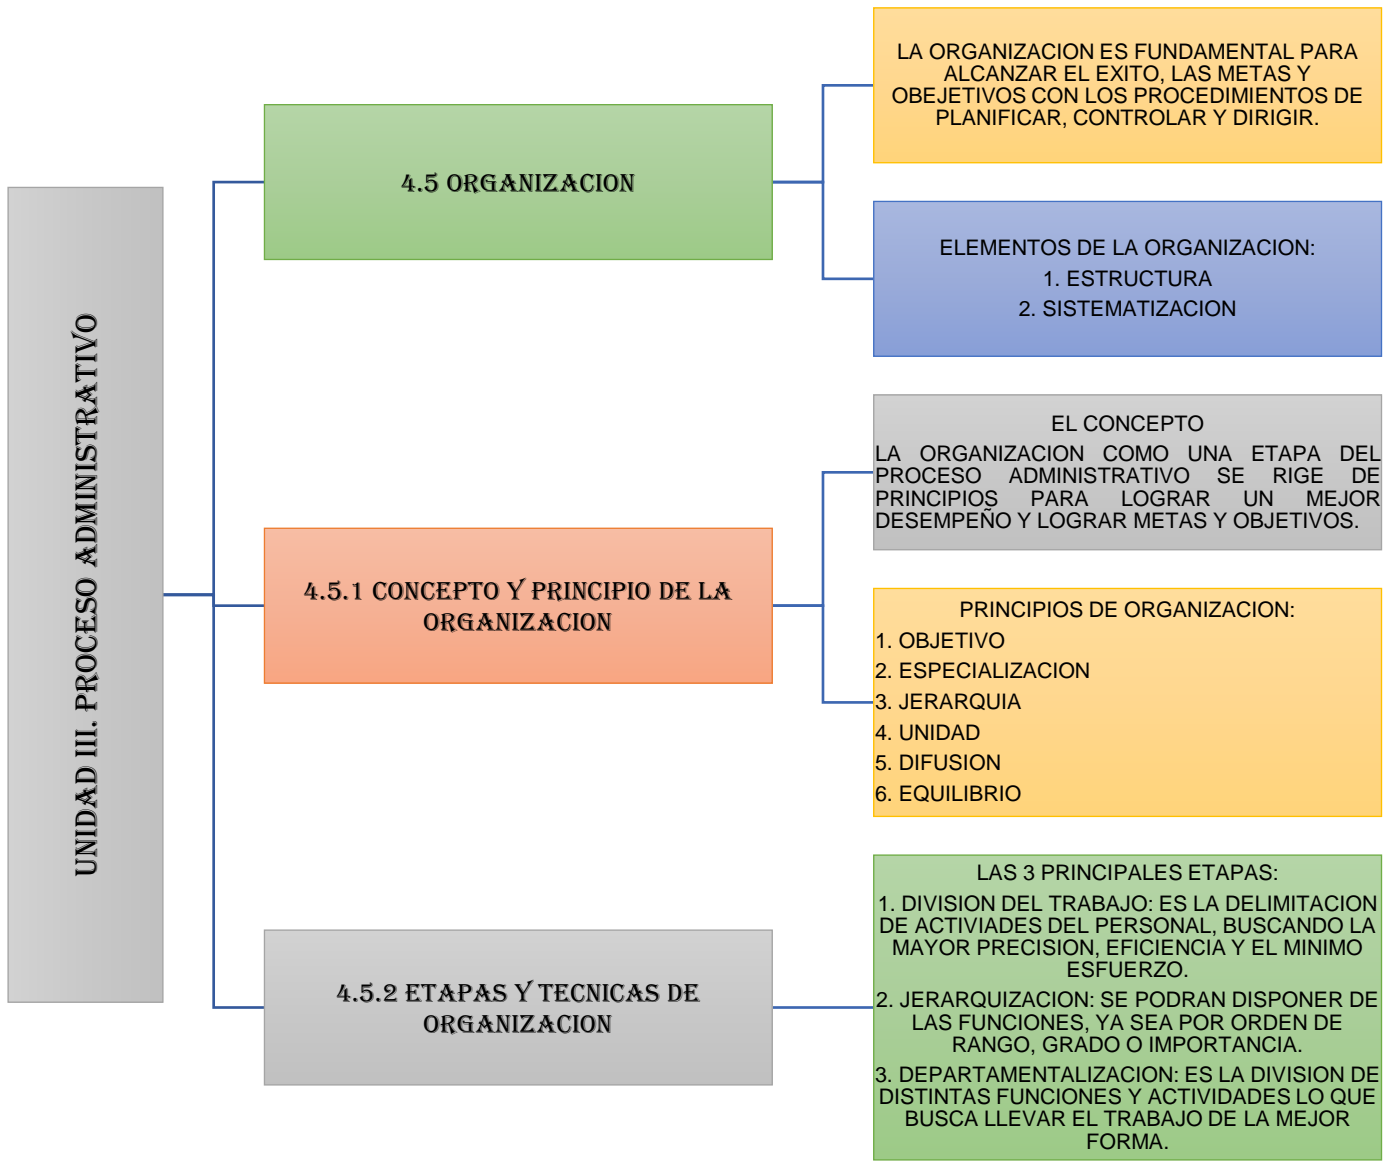 UNIDAD III. PROCESO ADMINISTRATIVO
4.5 ORGANIZACION
LA ORGANIZACION ES FUNDAMENTAL PARA
ALCANZAR EL EXITO, LAS METAS Y
OBEJETIVOS CON LOS PROCEDIMIENTOS DE
PLANIFICAR, CONTROLAR Y DIRIGIR.
ELEMENTOS DE LA ORGANIZACION:
1. ESTRUCTURA
2. SISTEMATIZACION
4.5.1 CONCEPTO Y PRINCIPIO DE LA
ORGANIZACION
EL CONCEPTO
LA ORGANIZACION COMO UNA ETAPA DEL
PROCESO ADMINISTRATIVO SE RIGE DE
PRINCIPIOS PARA LOGRAR UN MEJOR
DESEMPEÑO Y LOGRAR METAS Y OBJETIVOS.
PRINCIPIOS DE ORGANIZACION:
1. OBJETIVO
2. ESPECIALIZACION
3. JERARQUIA
4. UNIDAD
5. DIFUSION
6. EQUILIBRIO
4.5.2 ETAPAS Y TECNICAS DE
ORGANIZACION
LAS 3 PRINCIPALES ETAPAS:
1. DIVISION DEL TRABAJO: ES LA DELIMITACION
DE ACTIVIADES DEL PERSONAL, BUSCANDO LA
MAYOR PRECISION, EFICIENCIA Y EL MINIMO
ESFUERZO.
2. JERARQUIZACION: SE PODRAN DISPONER DE
LAS FUNCIONES, YA SEA POR ORDEN DE
RANGO, GRADO O IMPORTANCIA.
3. DEPARTAMENTALIZACION: ES LA DIVISION DE
DISTINTAS FUNCIONES Y ACTIVIDADES LO QUE
BUSCA LLEVAR EL TRABAJO DE LA MEJOR
FORMA.